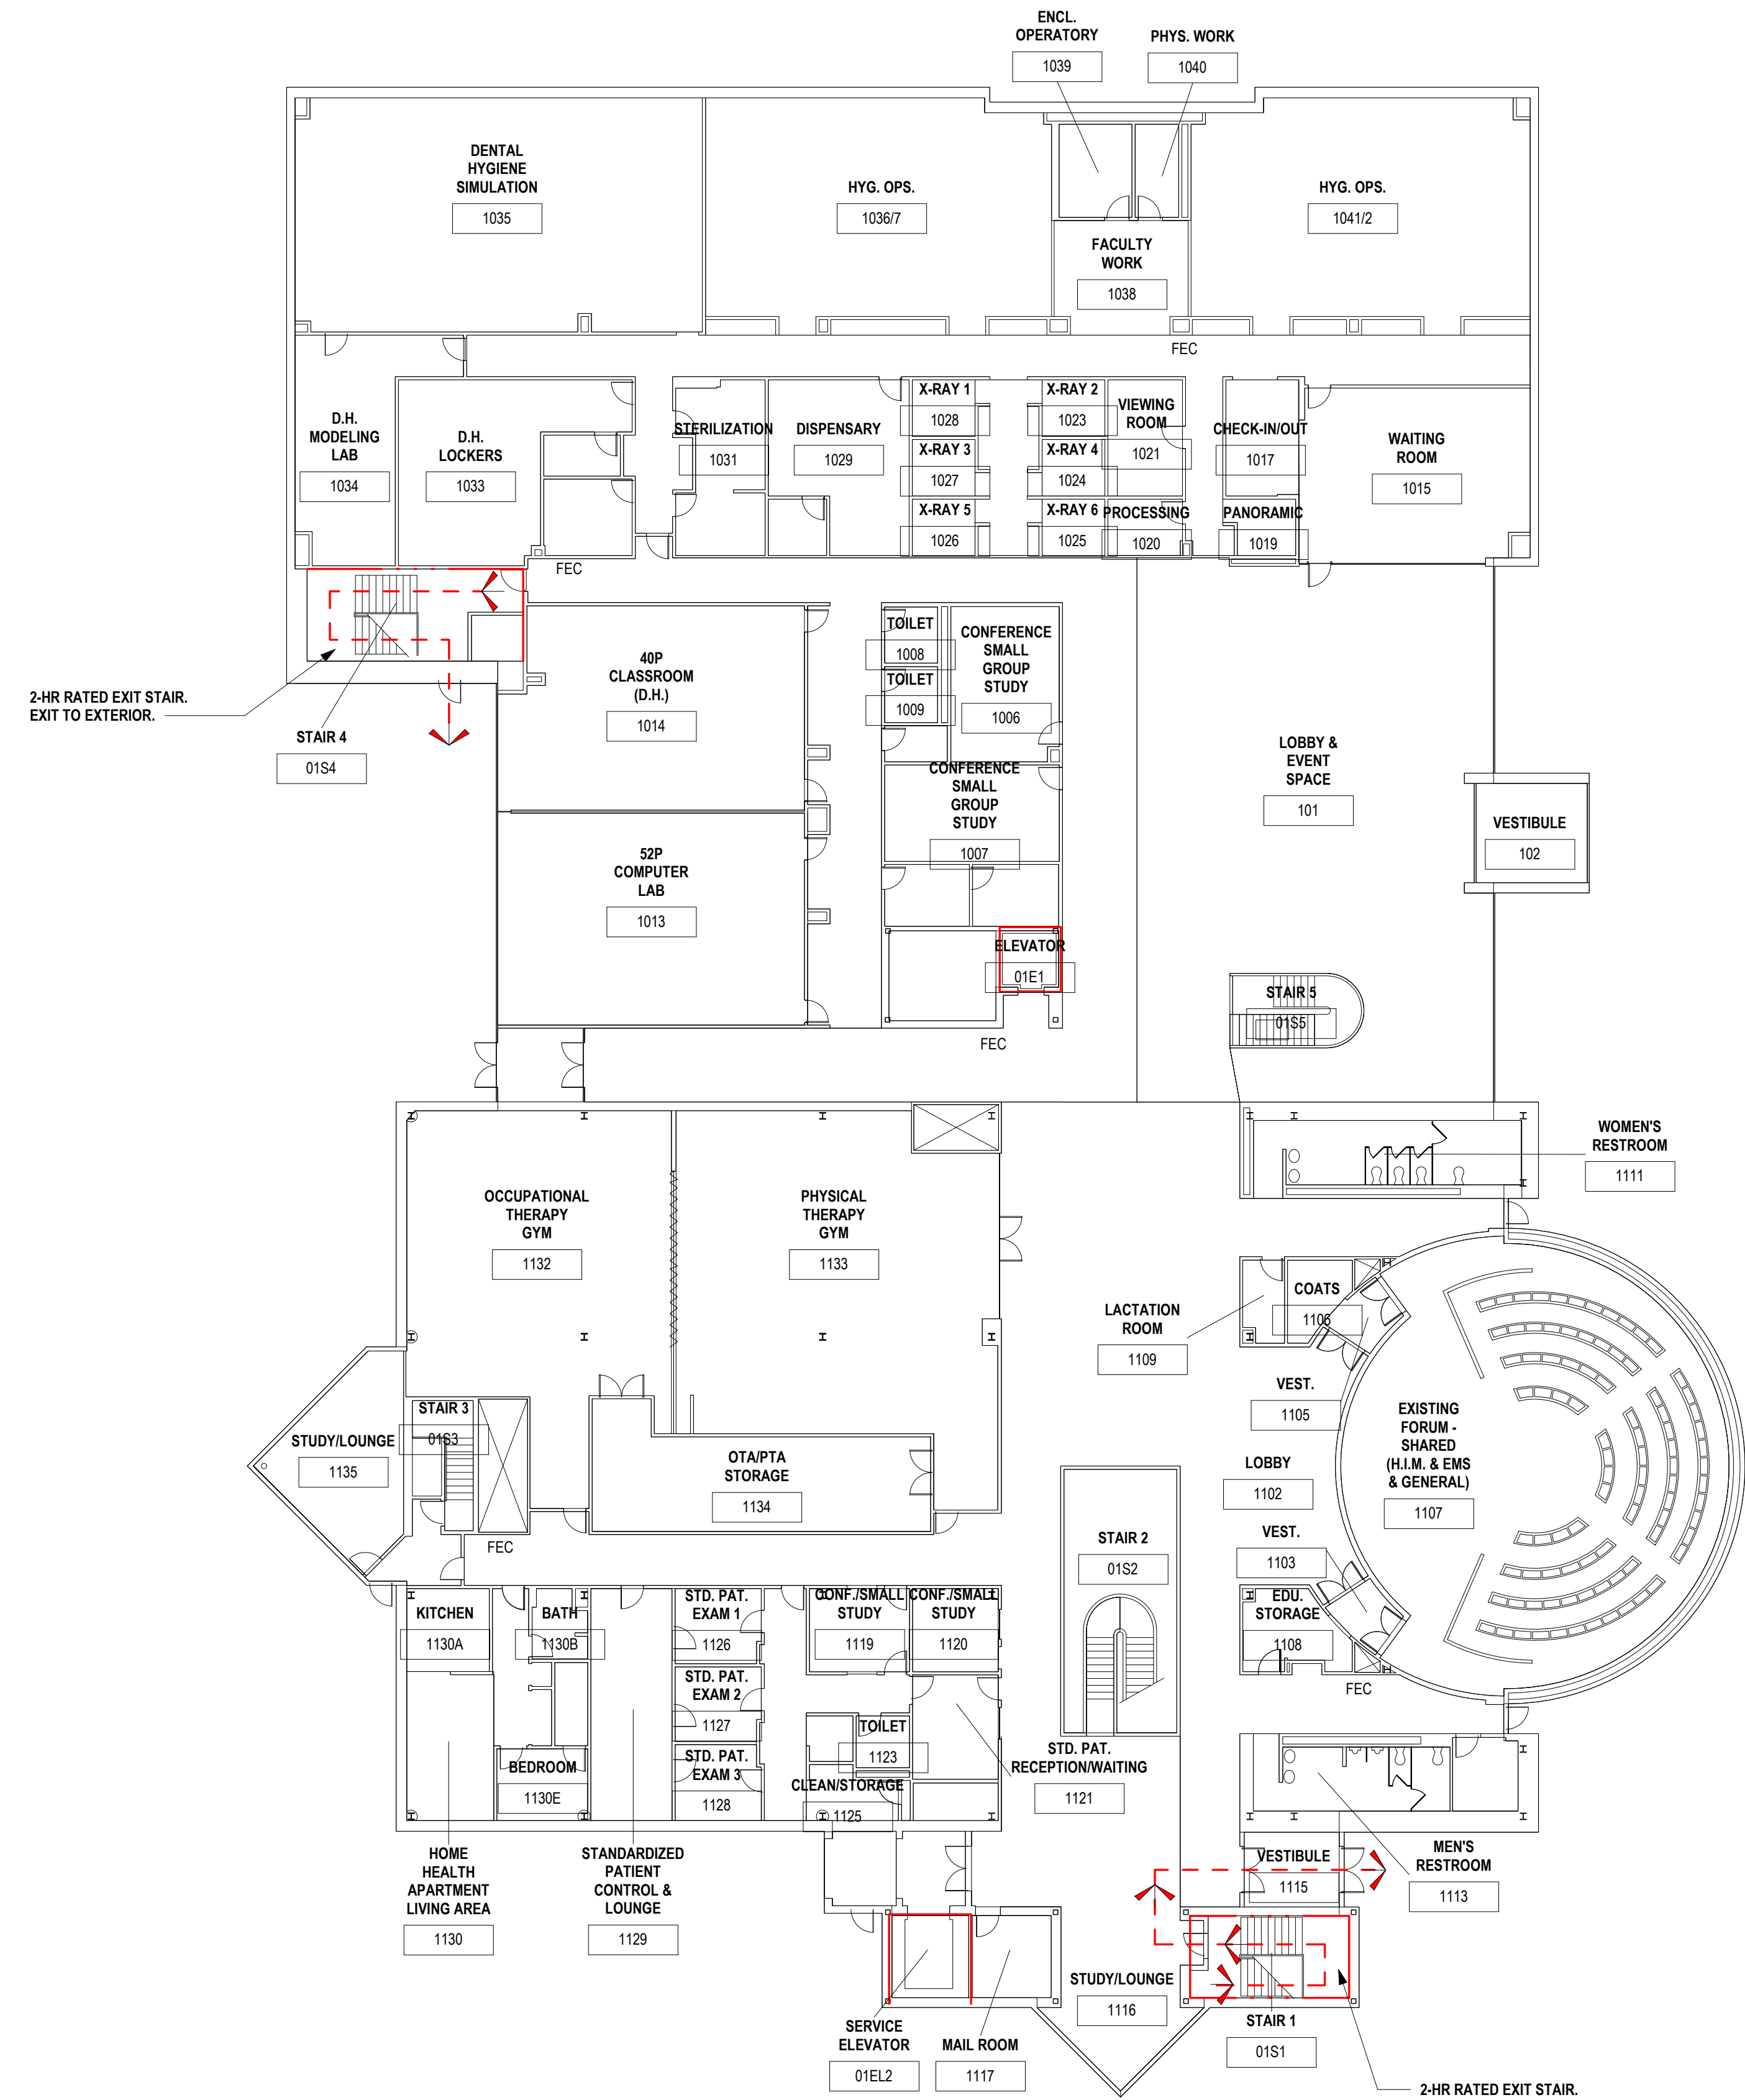 ENCL.
OPERATORY
1039
PHYS. WORK
1040
DENTAL
HYGIENE
SIMULATION
1035
HYG. OPS.
1036/7
HYG. OPS.
1041/2
FACULTY
WORK
1038
FEC
D.H.
MODELING
LAB
1034
D.H.
LOCKERS
1033
STERILIZATION
1031
DISPENSARY
1029
X-RAY 1
1028
X-RAY 3
1027
X-RAY 5
1026
X-RAY 2
1023
X-RAY 4
1024
X-RAY 6
1025
VIEWING
ROOM
1021
PROCESSING
1020
CHECK-IN/OUT
1017
PANORAMIC
1019
WAITING
ROOM
1015
FEC
2-HR RATED EXIT STAIR.
EXIT TO EXTERIOR.
STAIR 4
01S4
40P
CLASSROOM
(D.H.)
1014
TOILET
1008
TOILET
1009
CONFERENCE
SMALL
GROUP
STUDY
1006
CONFERENCE
SMALL
GROUP
STUDY
1007
52P
COMPUTER
LAB
1013
LOBBY &
EVENT
SPACE
101
VESTIBULE
102
ELEVATOR
01E1
STAIR 5
01S5
FEC
WOMEN'S
RESTROOM
1111
OCCUPATIONAL
THERAPY
GYM
1132
PHYSICAL
THERAPY
GYM
1133
LACTATION
ROOM
1109
COATS
1106
VEST.
1105
EXISTING
FORUM -
SHARED
(H.I.M. & EMS
& GENERAL)
1107
STAIR 3
01S3
STUDY/LOUNGE
1135
OTA/PTA
STORAGE
1134
LOBBY
1102
VEST.
1103
STAIR 2
01S2
FEC
KITCHEN
1130A
BATH
1130B
STD. PAT.
EXAM 1
1126
CONF./SMALL
STUDY
1119
CONF./SMALL
STUDY
1120
EDU.
STORAGE
1108
FEC
STD. PAT.
EXAM 2
1127
TOILET
1123
STD. PAT.
EXAM 3
1128
CLEAN/STORAGE
1125
STD. PAT.
RECEPTION/WAITING
1121
BEDROOM
1130E
HOME
HEALTH
APARTMENT
LIVING AREA
1130
STANDARDIZED
PATIENT
CONTROL &
LOUNGE
1129
VESTIBULE
1115
MEN'S
RESTROOM
1113
STUDY/LOUNGE
1116
SERVICE
ELEVATOR
01EL2
MAIL ROOM
1117
STAIR 1
01S1
2-HR RATED EXIT STAIR.